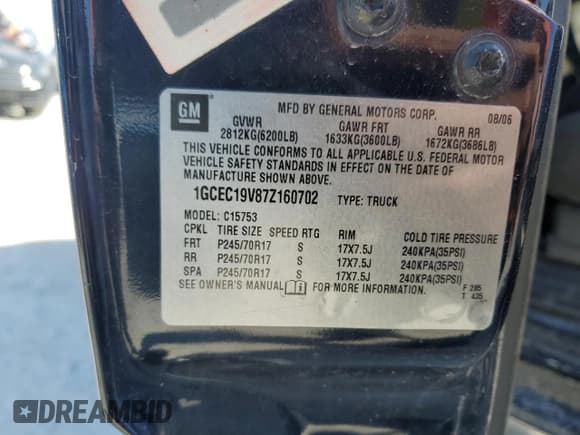 GM
MFD BY GENERAL MOTORS CORP. 08/06
GVWR GAWR FRT GAWR RR
2812KG(6200LB) 1633KG(3600LB) 1672KG(3686LB)
THIS VEHICLE CONFORMS TO ALL APPLICABLE U.S. FEDERAL MOTOR
VEHICLE SAFETY STANDARDS IN EFFECT ON THE DATE OF
MANUFACTURE SHOWN ABOVE.
1GCEC19V87Z160702 TYPE: TRUCK
MODEL: C15753
CPKL TIRE SIZE SPEED RTG RIM COLD TIRE PRESSURE
FRT P245/70R17 S 17X7.5J 240KPA(35PSI)
RR P245/70R17 S 17X7.5J 240KPA(35PSI)
SPA P245/70R17 S 17X7.5J 240KPA(35PSI)
SEE OWNER'S MANUAL FOR MORE INFORMATION.
F 285
T 435
DREAMBID